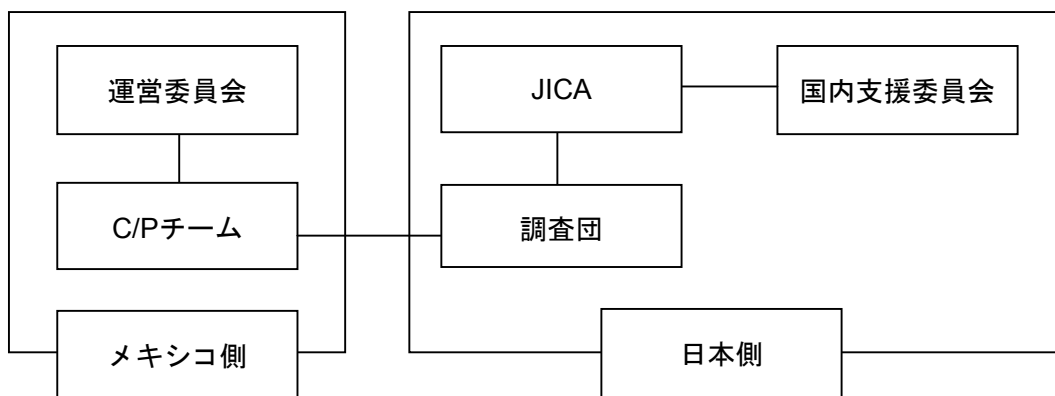 運営委員会
C/Pチーム
メキシコ側
JICA
国内支援委員会
調査団
日本側